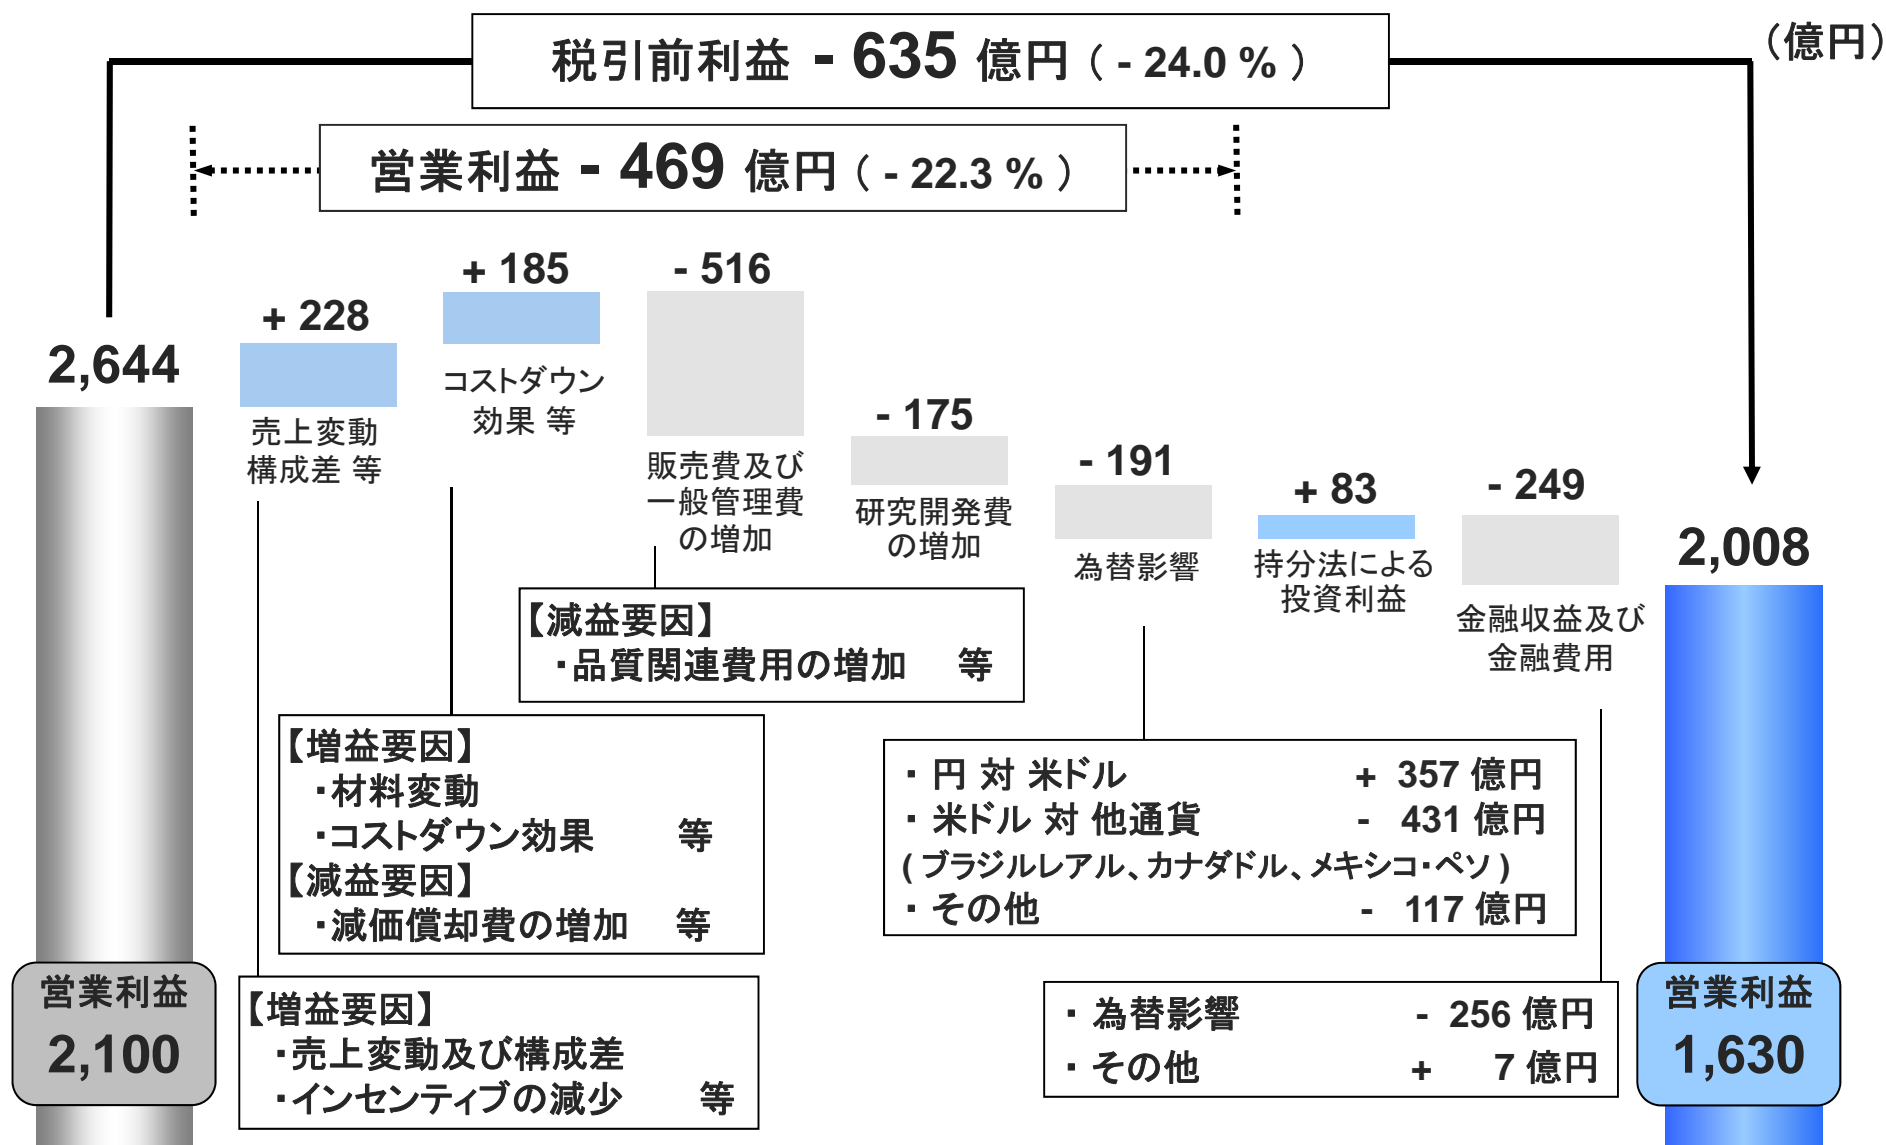 （億円）
税引前利益 - 635 億円（ - 24.0 % ）
営業利益 - 469 億円（ - 22.3 % ）
2,644
+ 228
売上変動
構成差 等
+ 185
コストダウン
効果 等
- 516
販売費及び
一般管理費
の増加
- 175
研究開発費
の増加
- 191
為替影響
+ 83
持分法による
投資利益
- 249
金融収益及び
金融費用
2,008
【減益要因】
・品質関連費用の増加 等
【増益要因】
・材料変動
・コストダウン効果 等
【減益要因】
・減価償却費の増加 等
・ 円 対 米ドル + 357 億円
・ 米ドル 対 他通貨 - 431 億円
( ブラジルレアル、カナダドル、メキシコ・ペソ )
・ その他 - 117 億円
【増益要因】
・売上変動及び構成差
・インセンティブの減少 等
・ 為替影響 - 256 億円
・ その他 + 7 億円
営業利益
2,100
営業利益
1,630